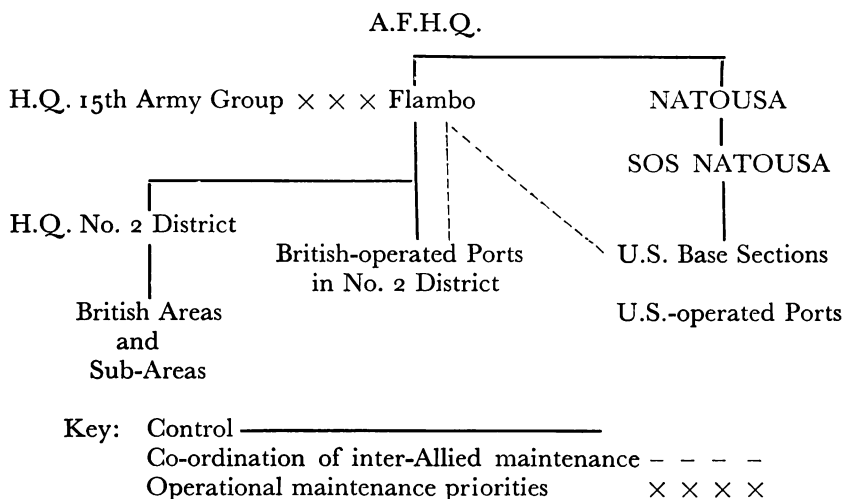 A.F.H.Q.
H.Q. 15th Army Group × × × Flambo
NATOUSA
SOS NATOUSA
H.Q. No. 2 District
British-operated Ports
in No. 2 District
U.S. Base Sections
British Areas
and
Sub-Areas
U.S.-operated Ports
Key: Control
Co-ordination of inter-Allied maintenance
Operational maintenance priorities × × × ×